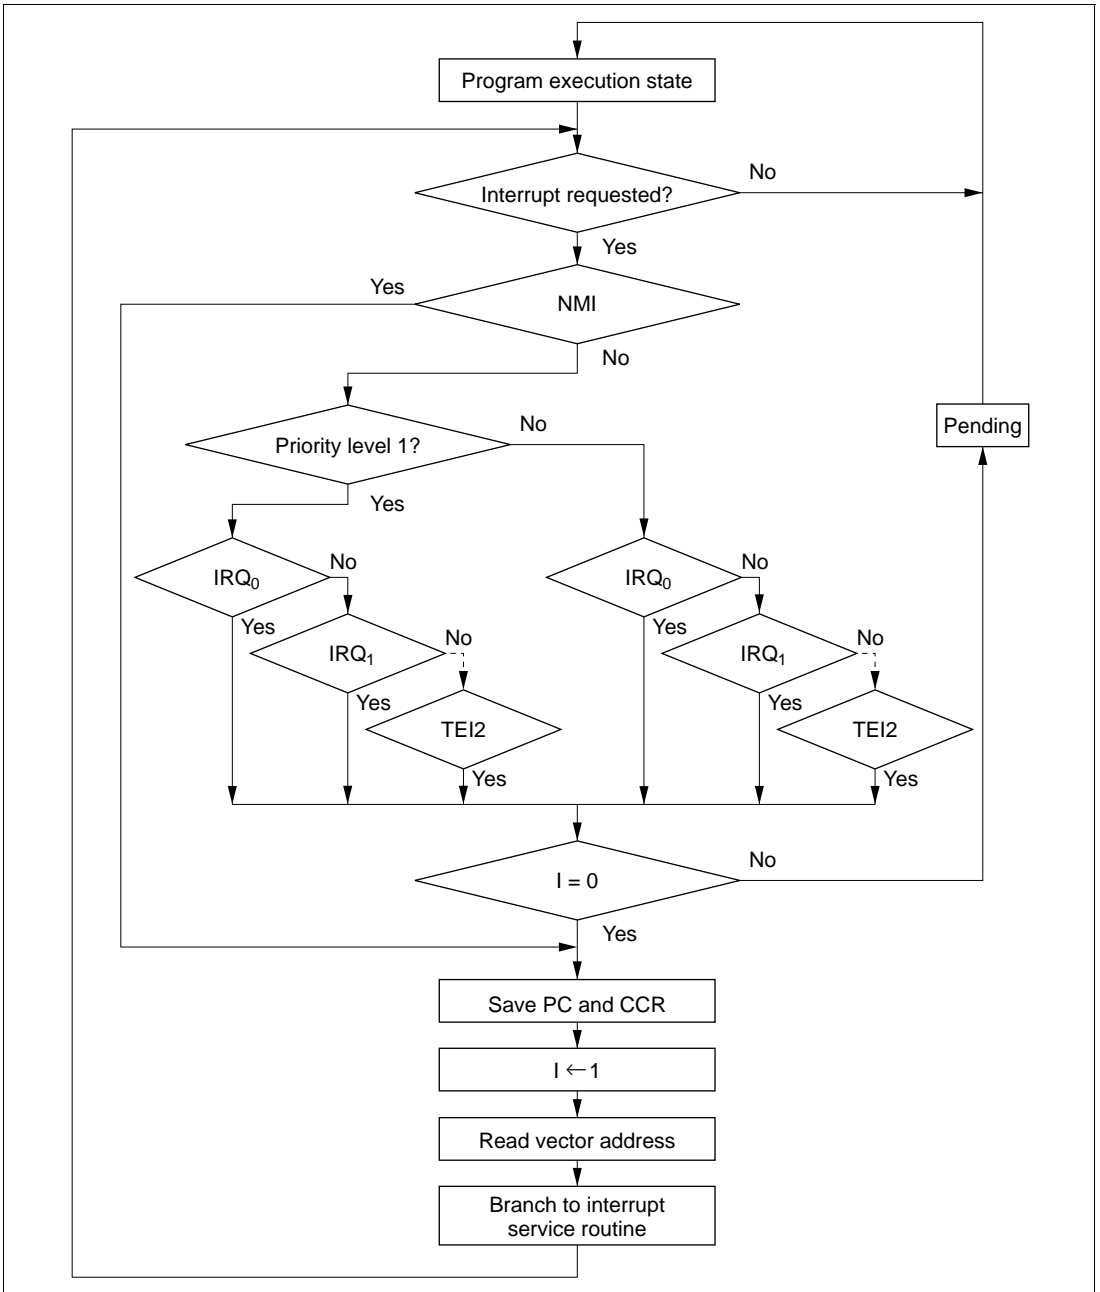 Program execution state
Interrupt requested?
No
Yes
Yes
NMI
No
Priority level 1?
No
Pending
Yes
IRQ₀
No
IRQ₀
No
Yes
IRQ₁
No
Yes
IRQ₁
No
Yes
TEI2
Yes
TEI2
Yes
Yes
I = 0
No
Yes
Save PC and CCR
I ← 1
Read vector address
Branch to interrupt
service routine